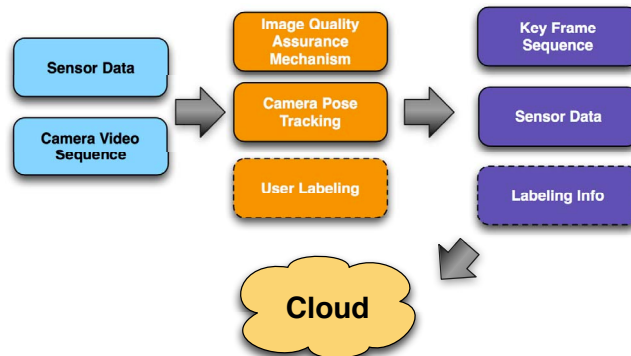 Sensor Data
Camera Video
Sequence
Image Quality
Assurance
Mechanism
Camera Pose
Tracking
User Labeling
Key Frame
Sequence
Sensor Data
Labeling Info
Cloud